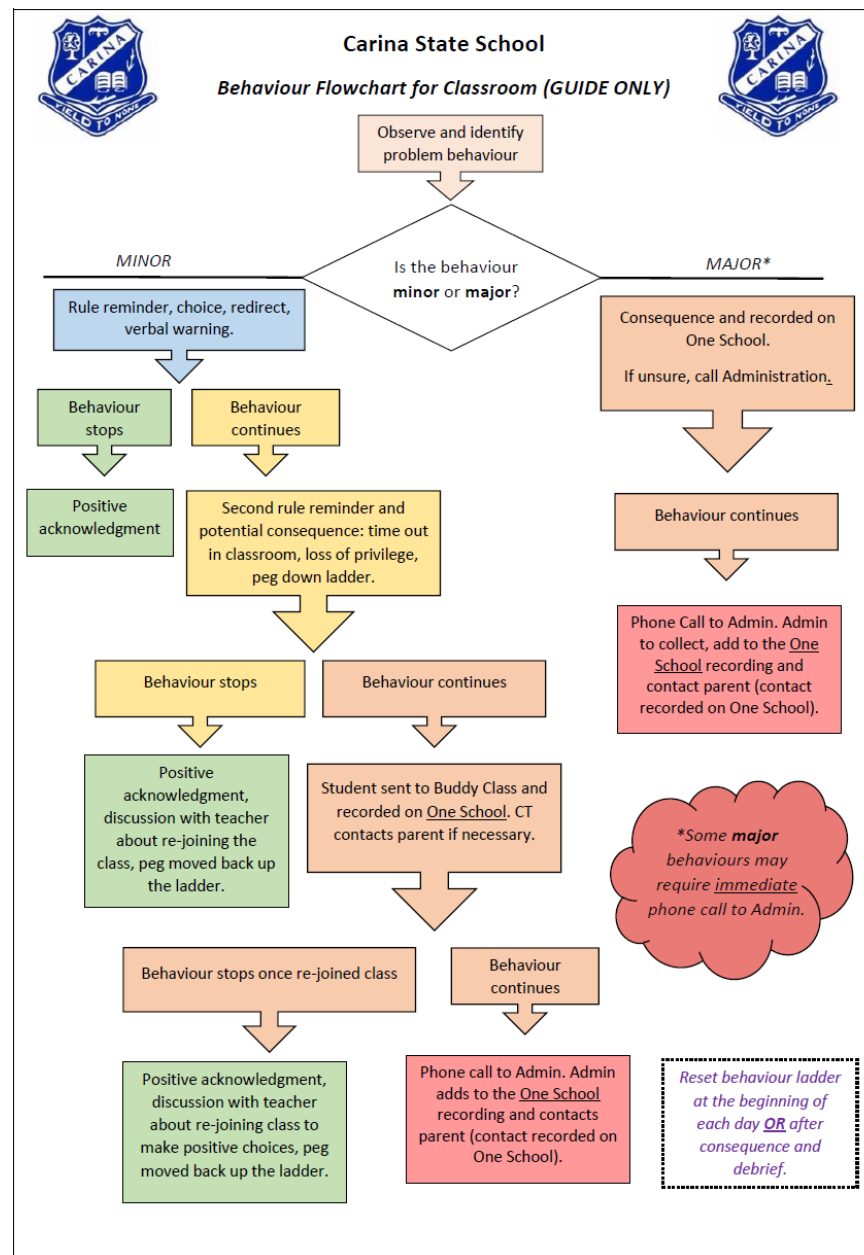 CARINA
YIELD TO NONE
Carina State School
Behaviour Flowchart for Classroom (GUIDE ONLY)
CARINA
YIELD TO NONE
Observe and identify
problem behaviour
Is the behaviour
minor or major?
MINOR
Rule reminder, choice, redirect,
verbal warning.
Behaviour
stops
Behaviour
continues
Positive
acknowledgment
Second rule reminder and
potential consequence: time out
in classroom, loss of privilege,
peg down ladder.
Behaviour stops
Behaviour continues
Positive
acknowledgment,
discussion with teacher
about re-joining the
class, peg moved back up
the ladder.
Student sent to Buddy Class and
recorded on One School. CT
contacts parent if necessary.
Behaviour stops once re-joined class
Behaviour
continues
Positive acknowledgment,
discussion with teacher
about re-joining class to
make positive choices, peg
moved back up the ladder.
Phone call to Admin. Admin
adds to the One School
recording and contacts
parent (contact recorded on
One School).
MAJOR*
Consequence and recorded on
One School.
If unsure, call Administration.
Behaviour continues
Phone Call to Admin. Admin
to collect, add to the One
School recording and
contact parent (contact
recorded on One School).
*Some major
behaviours may
require immediate
phone call to Admin.
Reset behaviour ladder
at the beginning of
each day OR after
consequence and
debrief.